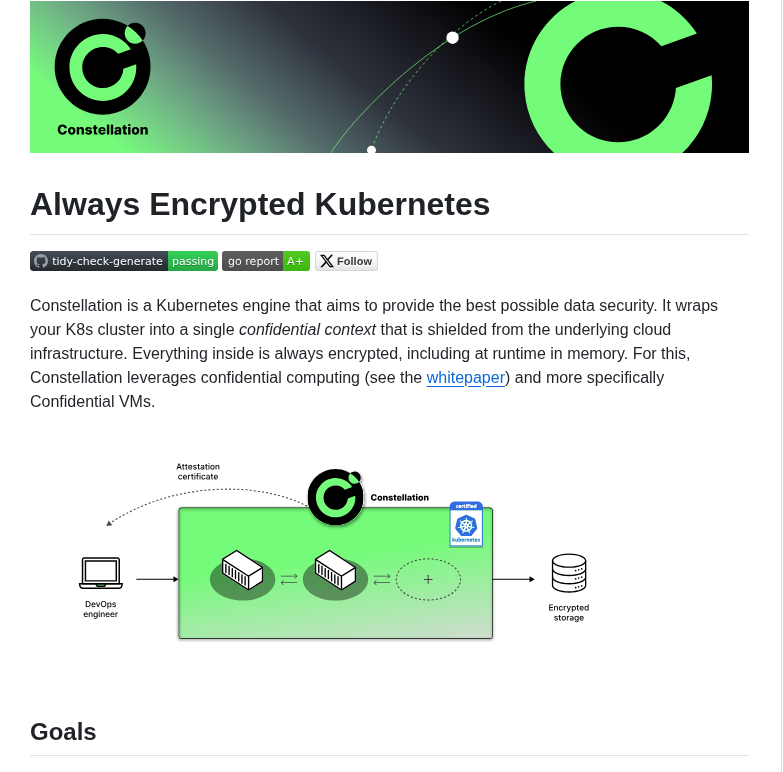 Constellation
Always Encrypted Kubernetes
tidy-check-generate passing go report A+ Follow
Constellation is a Kubernetes engine that aims to provide the best possible data security. It wraps
your K8s cluster into a single confidential context that is shielded from the underlying cloud
infrastructure. Everything inside is always encrypted, including at runtime in memory. For this,
Constellation leverages confidential computing (see the whitepaper) and more specifically
Confidential VMs.
Attestation
certificate
Constellation
certified
kubernetes
+
DevOps
engineer
Encrypted
storage
Goals